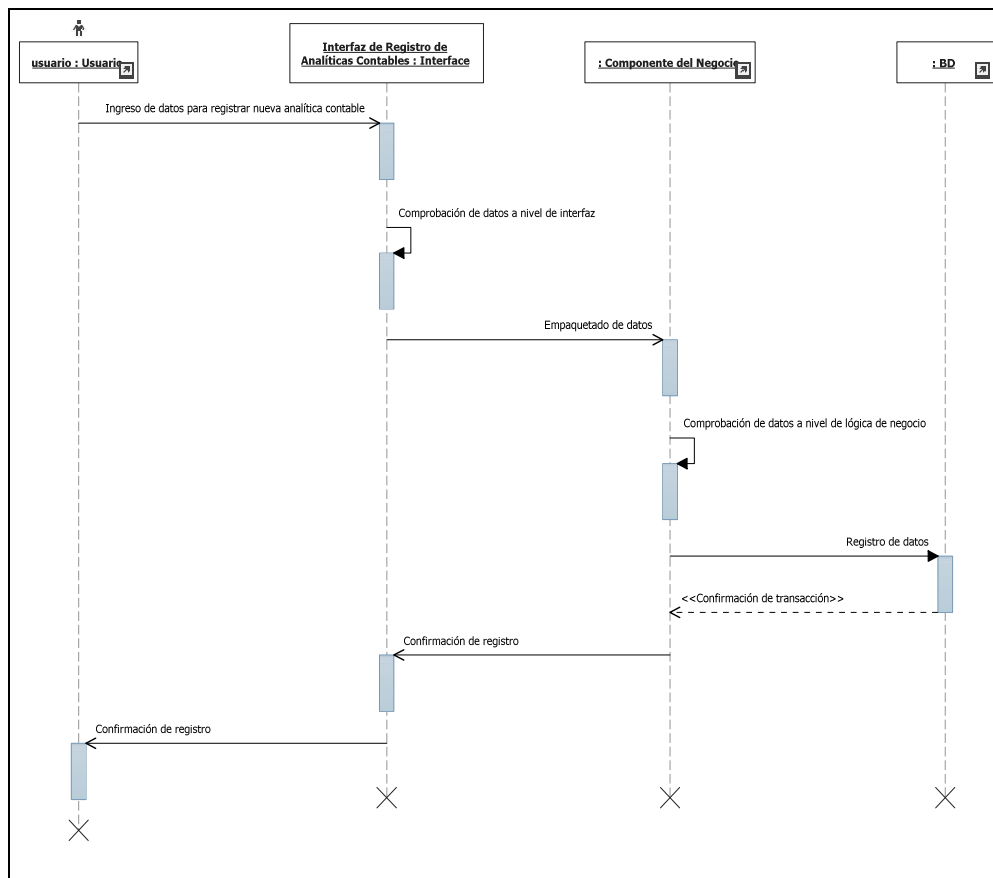 usuario : Usuario
Interfaz de Registro de
Analíticas Contables : Interface
: Componente del Negocio
: BD
Ingreso de datos para registrar nueva analítica contable
Comprobación de datos a nivel de interfaz
Empaquetado de datos
Comprobación de datos a nivel de lógica de negocio
Registro de datos
<<Confirmación de transacción>>
Confirmación de registro
Confirmación de registro